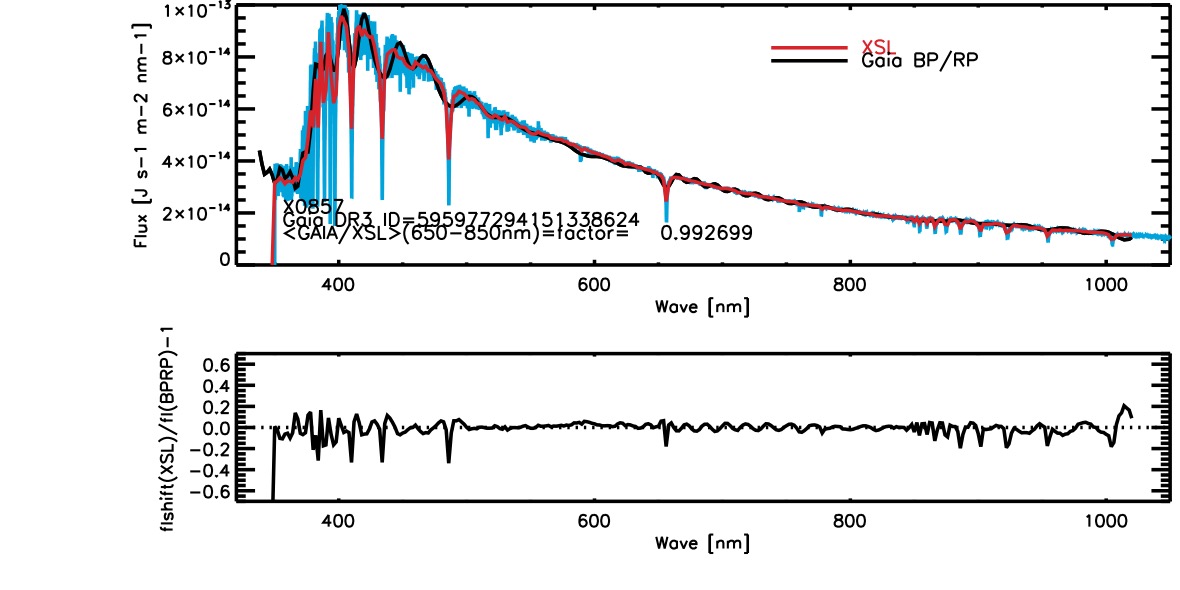 1×10−13
8×10−14
6×10−14
4×10−14
2×10−14
0
Flux [J s−1 m−2 nm−1]
XSL
Gaia BP/RP
X0857
Gaia DR3 ID=595977294151338624
<GAIA/XSL>(650−850nm)=factor= 0.992699
400 600 800 1000
Wave [nm]
0.6
0.4
0.2
0.0
−0.2
−0.4
−0.6
flshift(XSL)/fl(BPRP)−1
400 600 800 1000
Wave [nm]